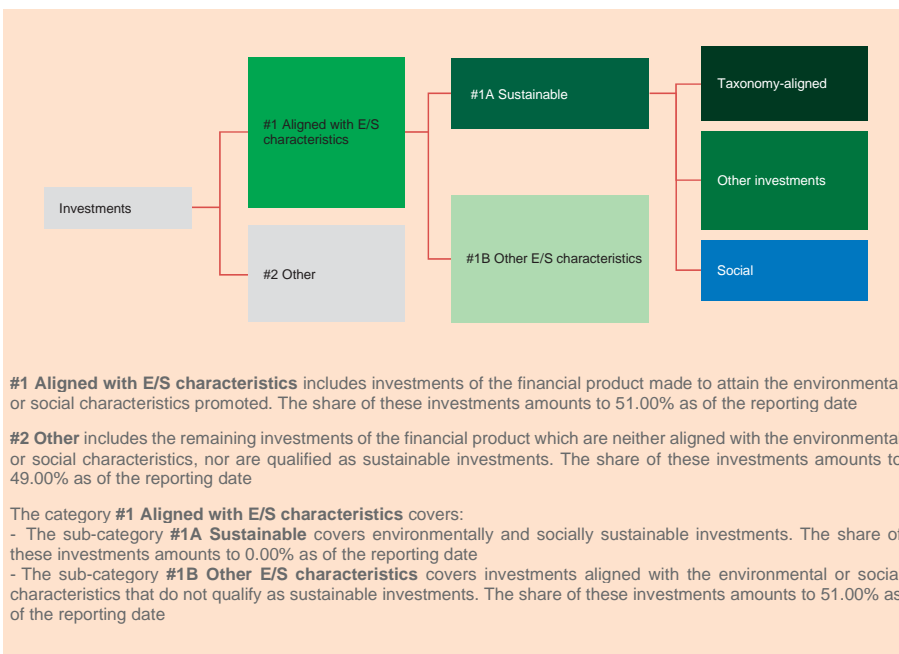 Investments
#1 Aligned with E/S
characteristics
#2 Other
#1A Sustainable
#1B Other E/S characteristics
Taxonomy-aligned
Other investments
Social
#1 Aligned with E/S characteristics includes investments of the financial product made to attain the environmenta
or social characteristics promoted. The share of these investments amounts to 51.00% as of the reporting date
#2 Other includes the remaining investments of the financial product which are neither aligned with the environmenta
or social characteristics, nor are qualified as sustainable investments. The share of these investments amounts to
49.00% as of the reporting date
The category #1 Aligned with E/S characteristics covers:
- The sub-category #1A Sustainable covers environmentally and socially sustainable investments. The share of
these investments amounts to 0.00% as of the reporting date
- The sub-category #1B Other E/S characteristics covers investments aligned with the environmental or socia
characteristics that do not qualify as sustainable investments. The share of these investments amounts to 51.00% as
of the reporting date